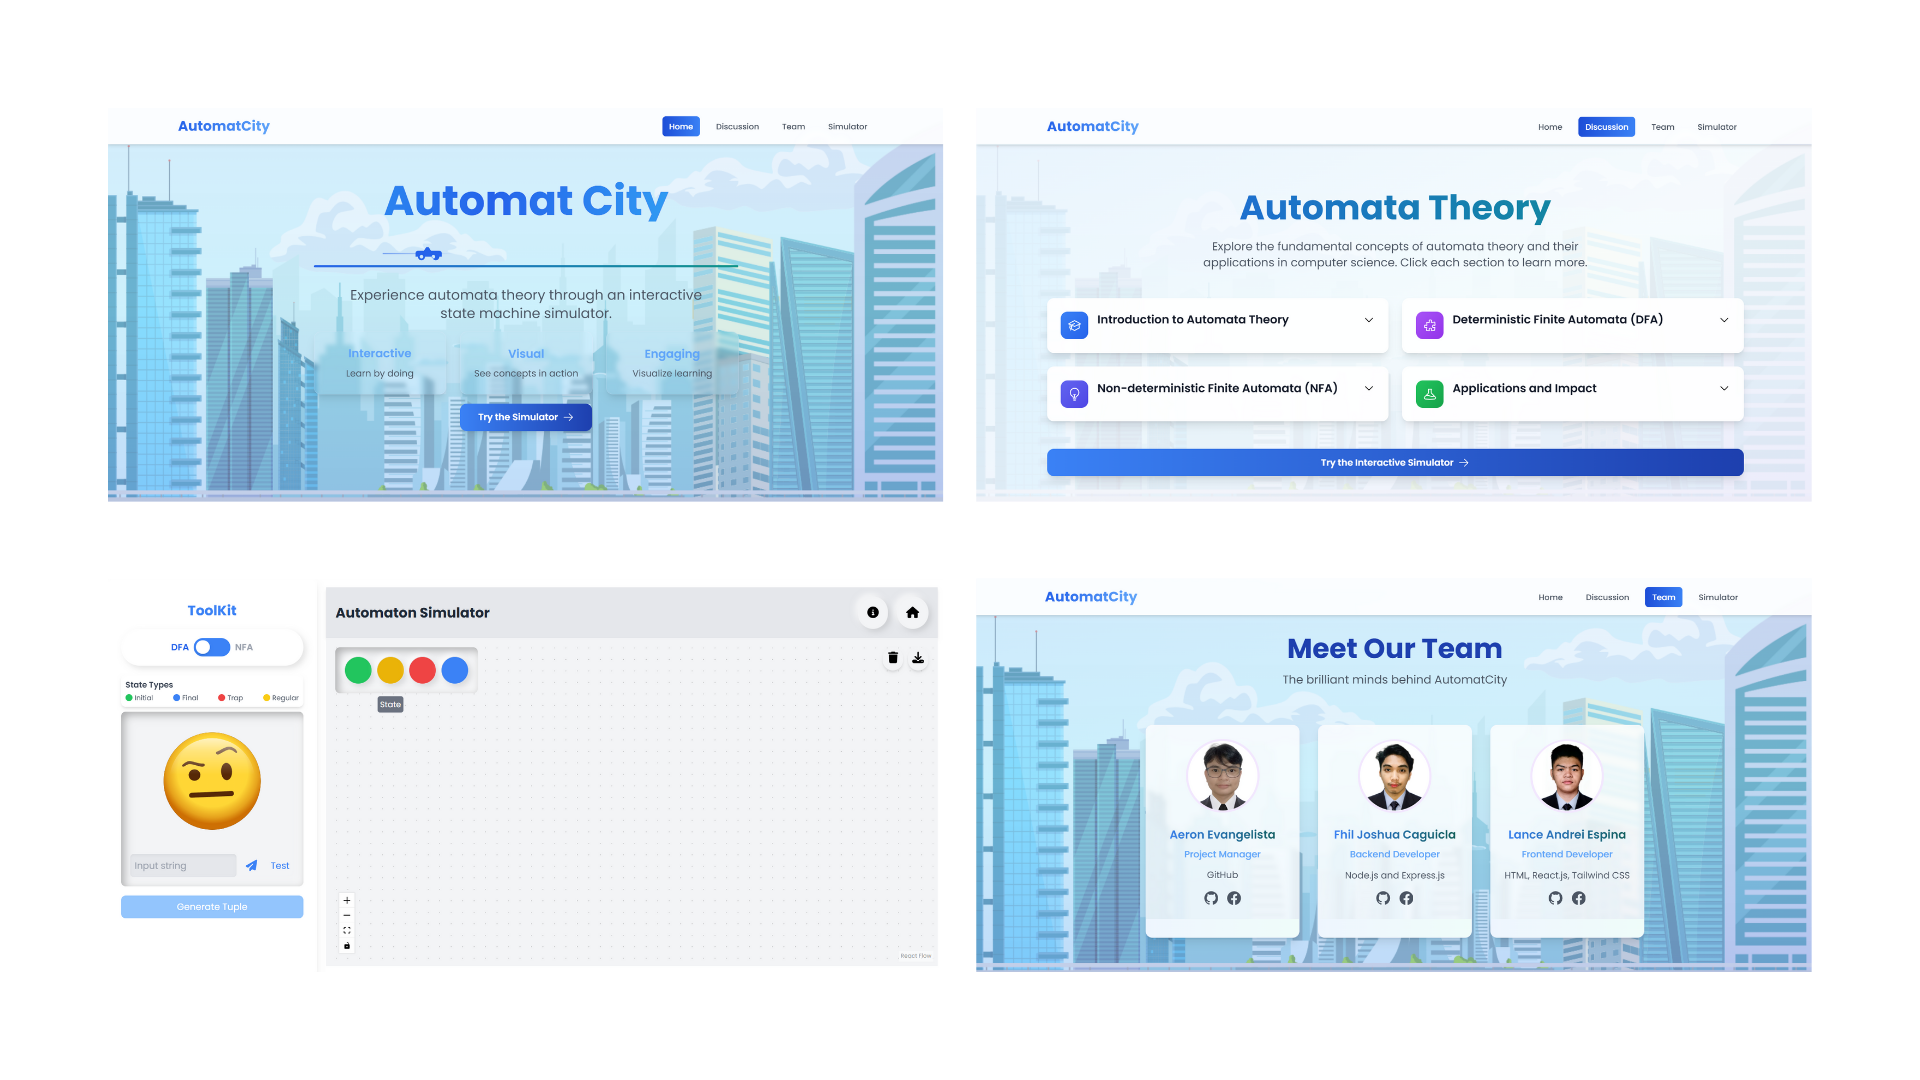 AutomatCity
Home Discussion Team Simulator
Automat City
Experience automata theory through an interactive
state machine simulator.
Interactive
Learn by doing
Visual
See concepts in action
Engaging
Visualize learning
Try the Simulator
AutomatCity
Home Discussion Team Simulator
Automata Theory
Explore the fundamental concepts of automata theory and their
applications in computer science. Click each section to learn more.
Introduction to Automata Theory
Deterministic Finite Automata (DFA)
Non-deterministic Finite Automata (NFA)
Applications and Impact
Try the Interactive Simulator
ToolKit
DFA NFA
State Types
Initial Final Trap Regular
Input string Test
Generate Tuple
Automaton Simulator
State
React Flow
AutomatCity
Home Discussion Team Simulator
Meet Our Team
The brilliant minds behind AutomatCity
Aeron Evangelista
Project Manager
GitHub
Fhil Joshua Caguicla
Backend Developer
Node.js and Express.js
Lance Andrei Espina
Frontend Developer
HTML, React.js, Tailwind CSS